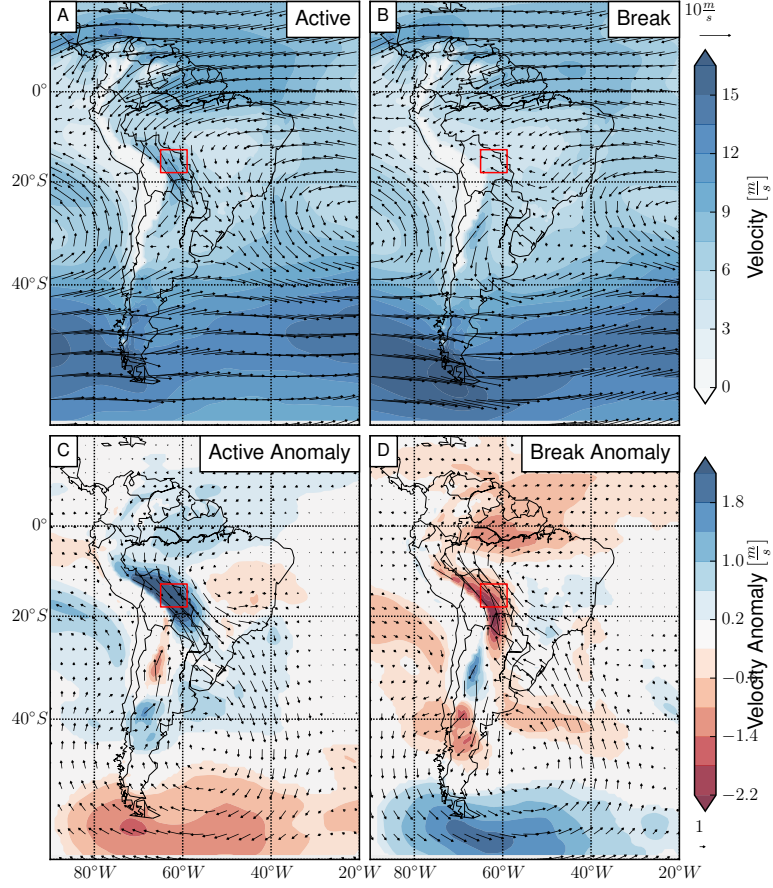 A
Active
B
Break
10 m/s
0°
20°S
40°S
15
12
9
6
3
0
Velocity [m/s]
C
Active Anomaly
D
Break Anomaly
0°
20°S
40°S
80°W
60°W
40°W
20°W
80°W
60°W
40°W
20°W
1.8
1.0
0.2
−1.4
−2.2
Velocity Anomaly [m/s]
1